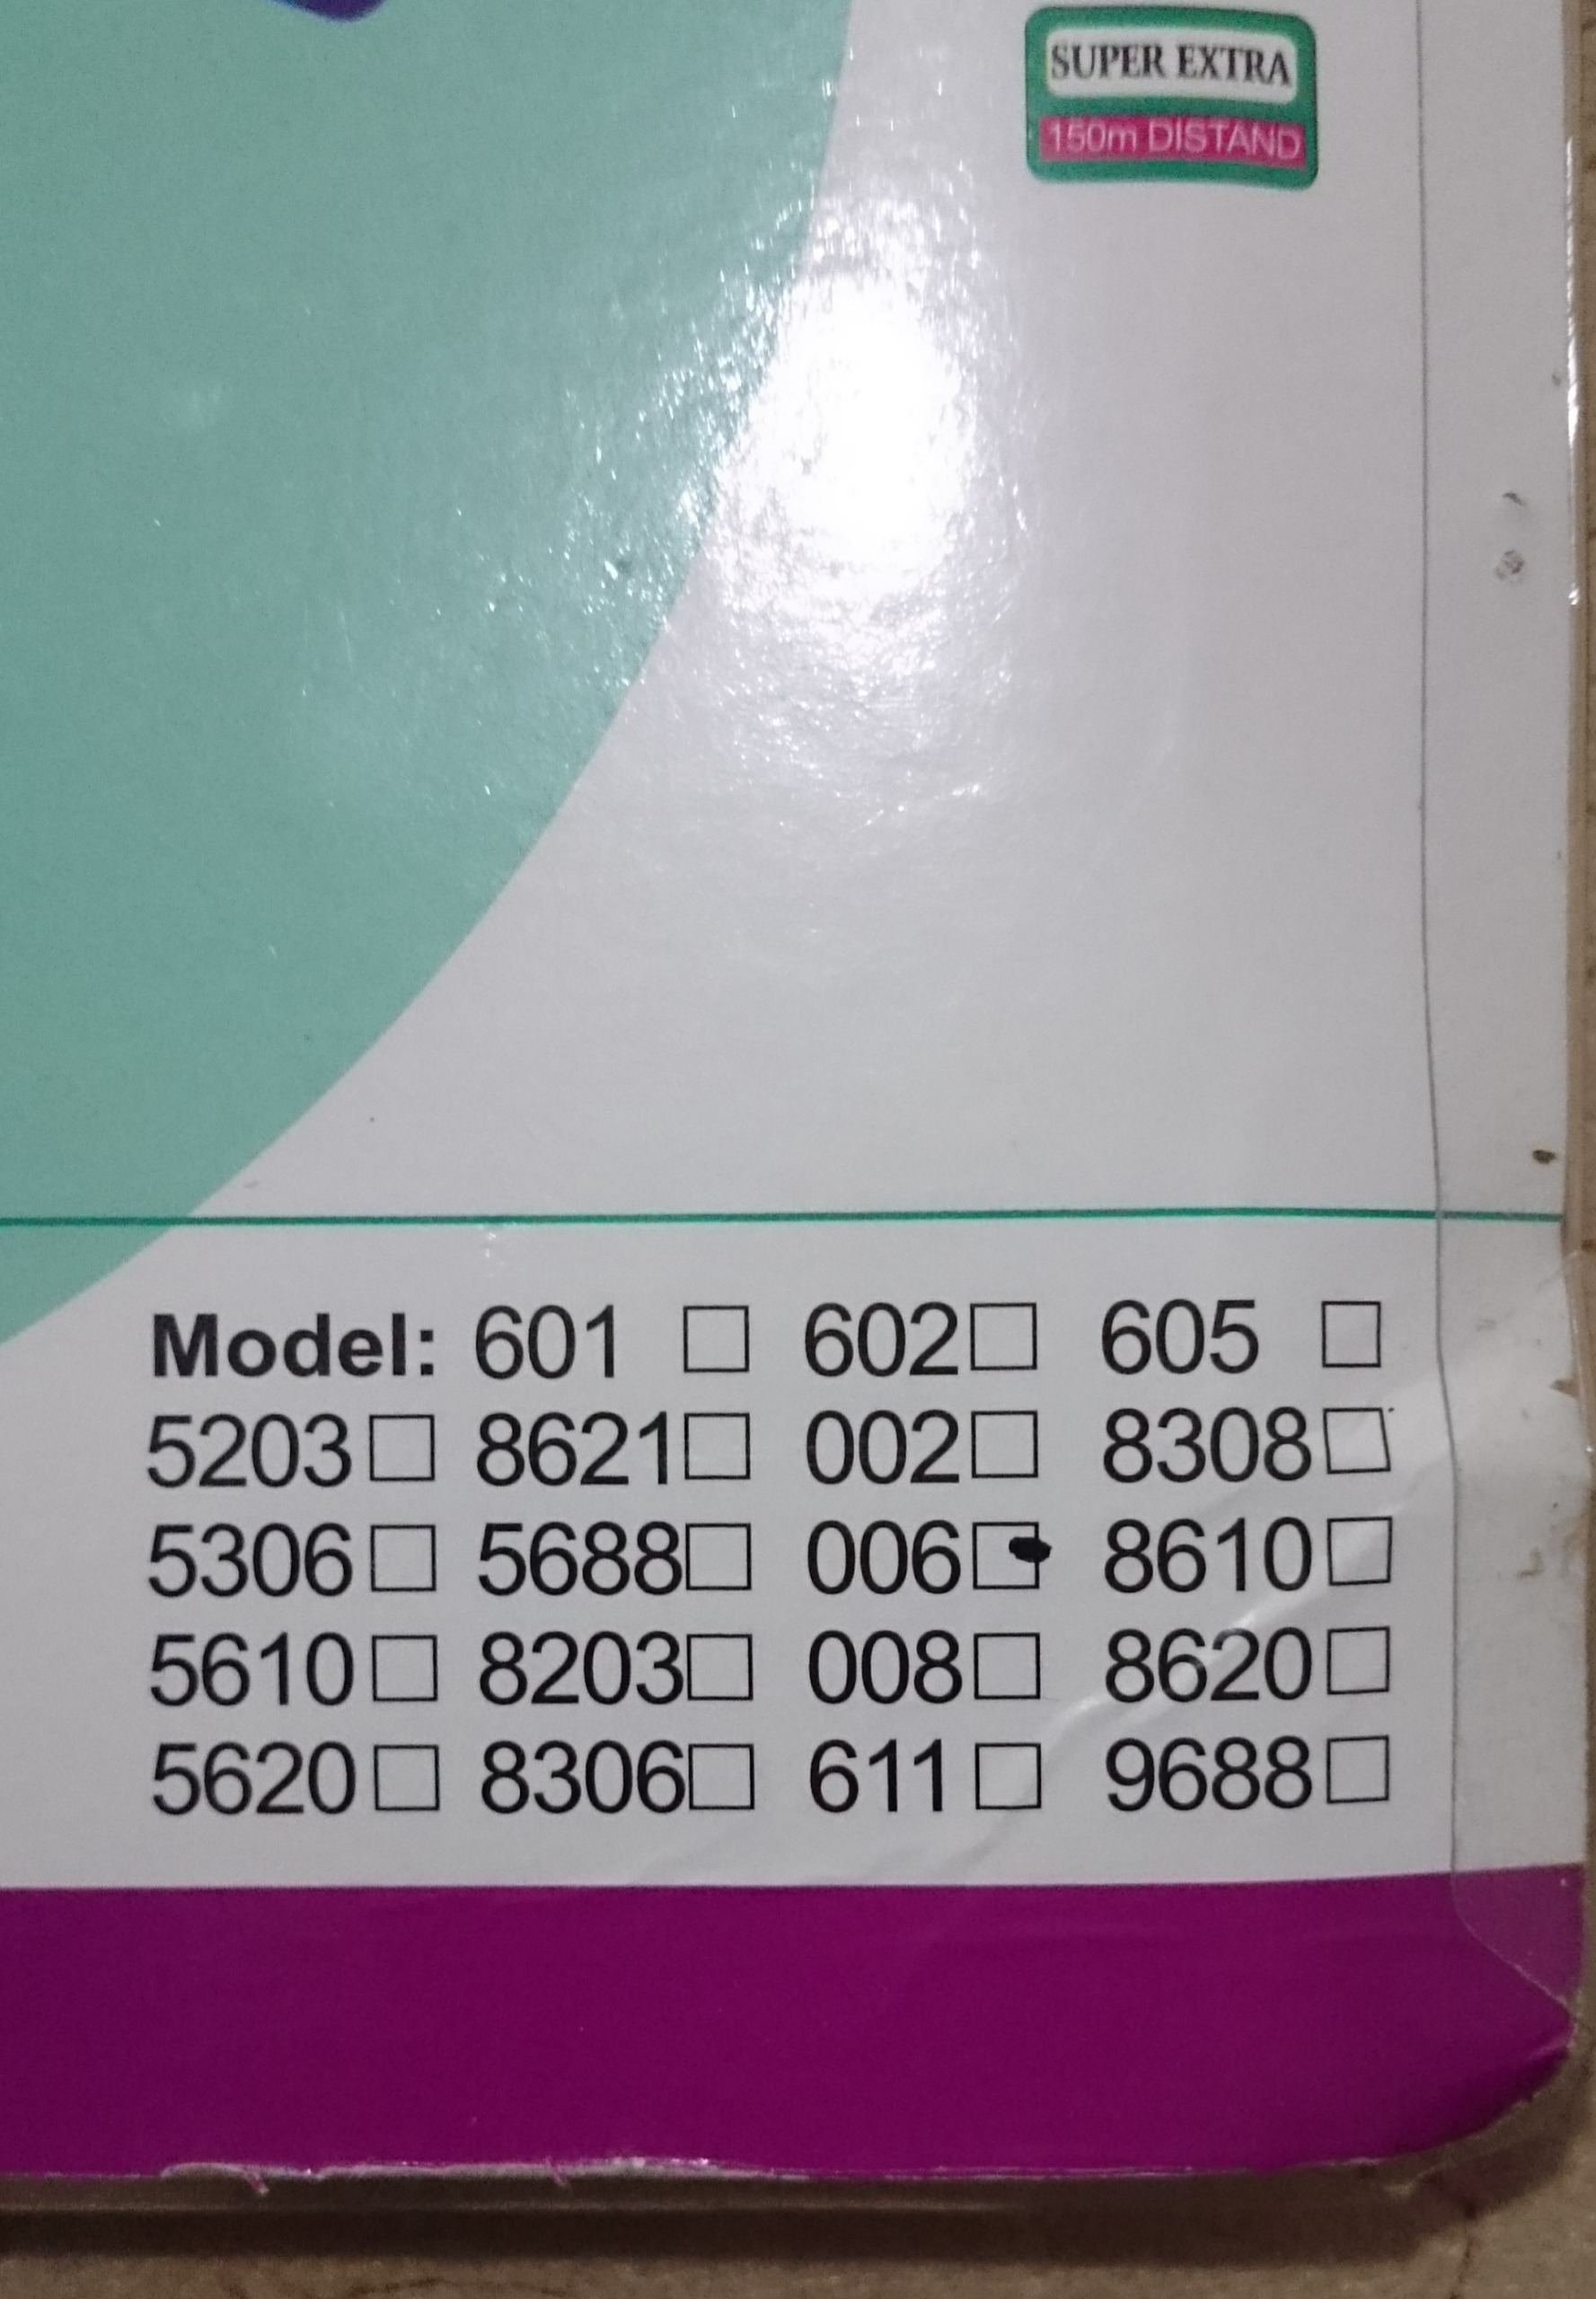 SUPER EXTRA
150m DISTAND
Model: 601 □ 602 □ 605 □
5203 □ 8621 □ 002 □ 8308 □
5306 □ 5688 □ 006 □ 8610 □
5610 □ 8203 □ 008 □ 8620 □
5620 □ 8306 □ 611 □ 9688 □